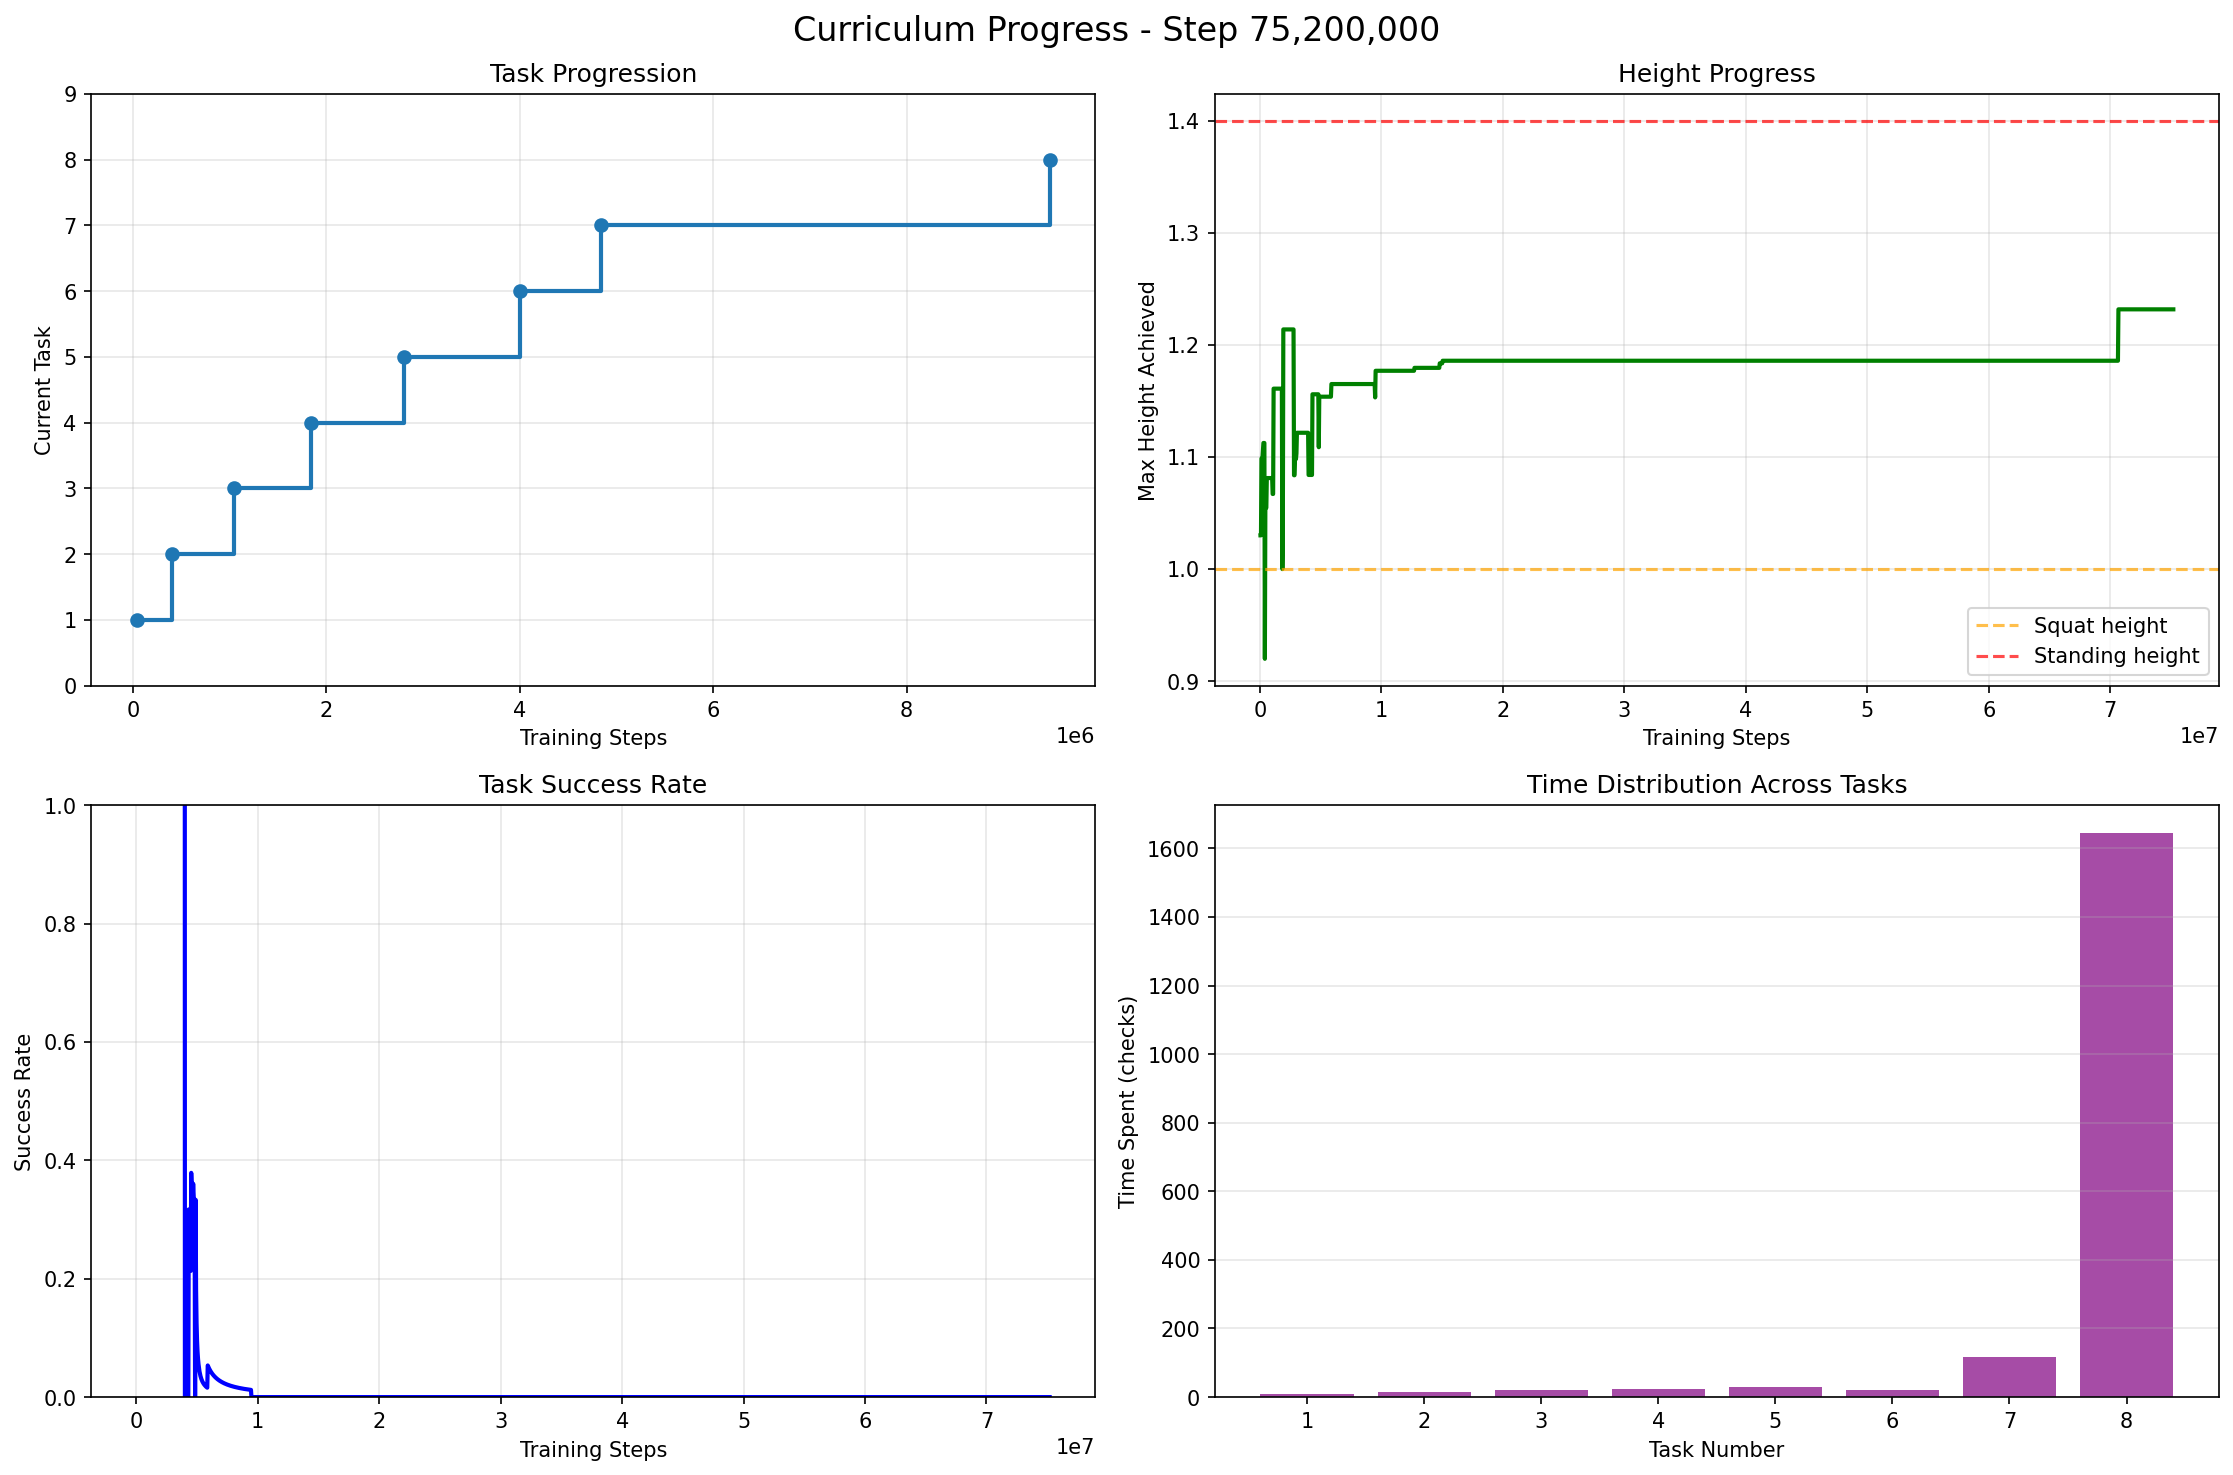 Curriculum Progress - Step 75,200,000
Task Progression
9
8
7
6
5
4
3
2
1
0
Current Task
0 2 4 6 8
1e6
Training Steps
Height Progress
1.4
1.3
1.2
1.1
1.0
0.9
Max Height Achieved
Squat height
Standing height
0 1 2 3 4 5 6 7
1e7
Training Steps
Task Success Rate
1.0
0.8
0.6
0.4
0.2
0.0
Success Rate
0 1 2 3 4 5 6 7
1e7
Training Steps
Time Distribution Across Tasks
1600
1400
1200
1000
800
600
400
200
0
Time Spent (checks)
1 2 3 4 5 6 7 8
Task Number